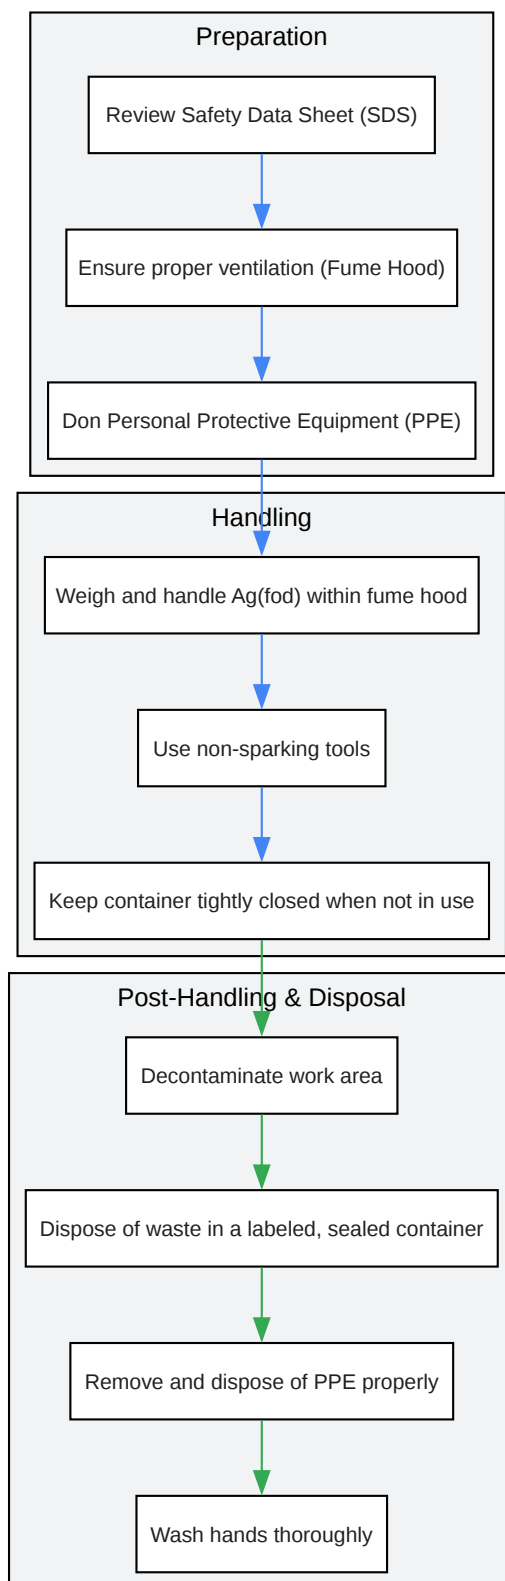 Preparation
Review Safety Data Sheet (SDS)
Ensure proper ventilation (Fume Hood)
Don Personal Protective Equipment (PPE)
Handling
Weigh and handle Ag(fod) within fume hood
Use non-sparking tools
Keep container tightly closed when not in use
Post-Handling & Disposal
Decontaminate work area
Dispose of waste in a labeled, sealed container
Remove and dispose of PPE properly
Wash hands thoroughly